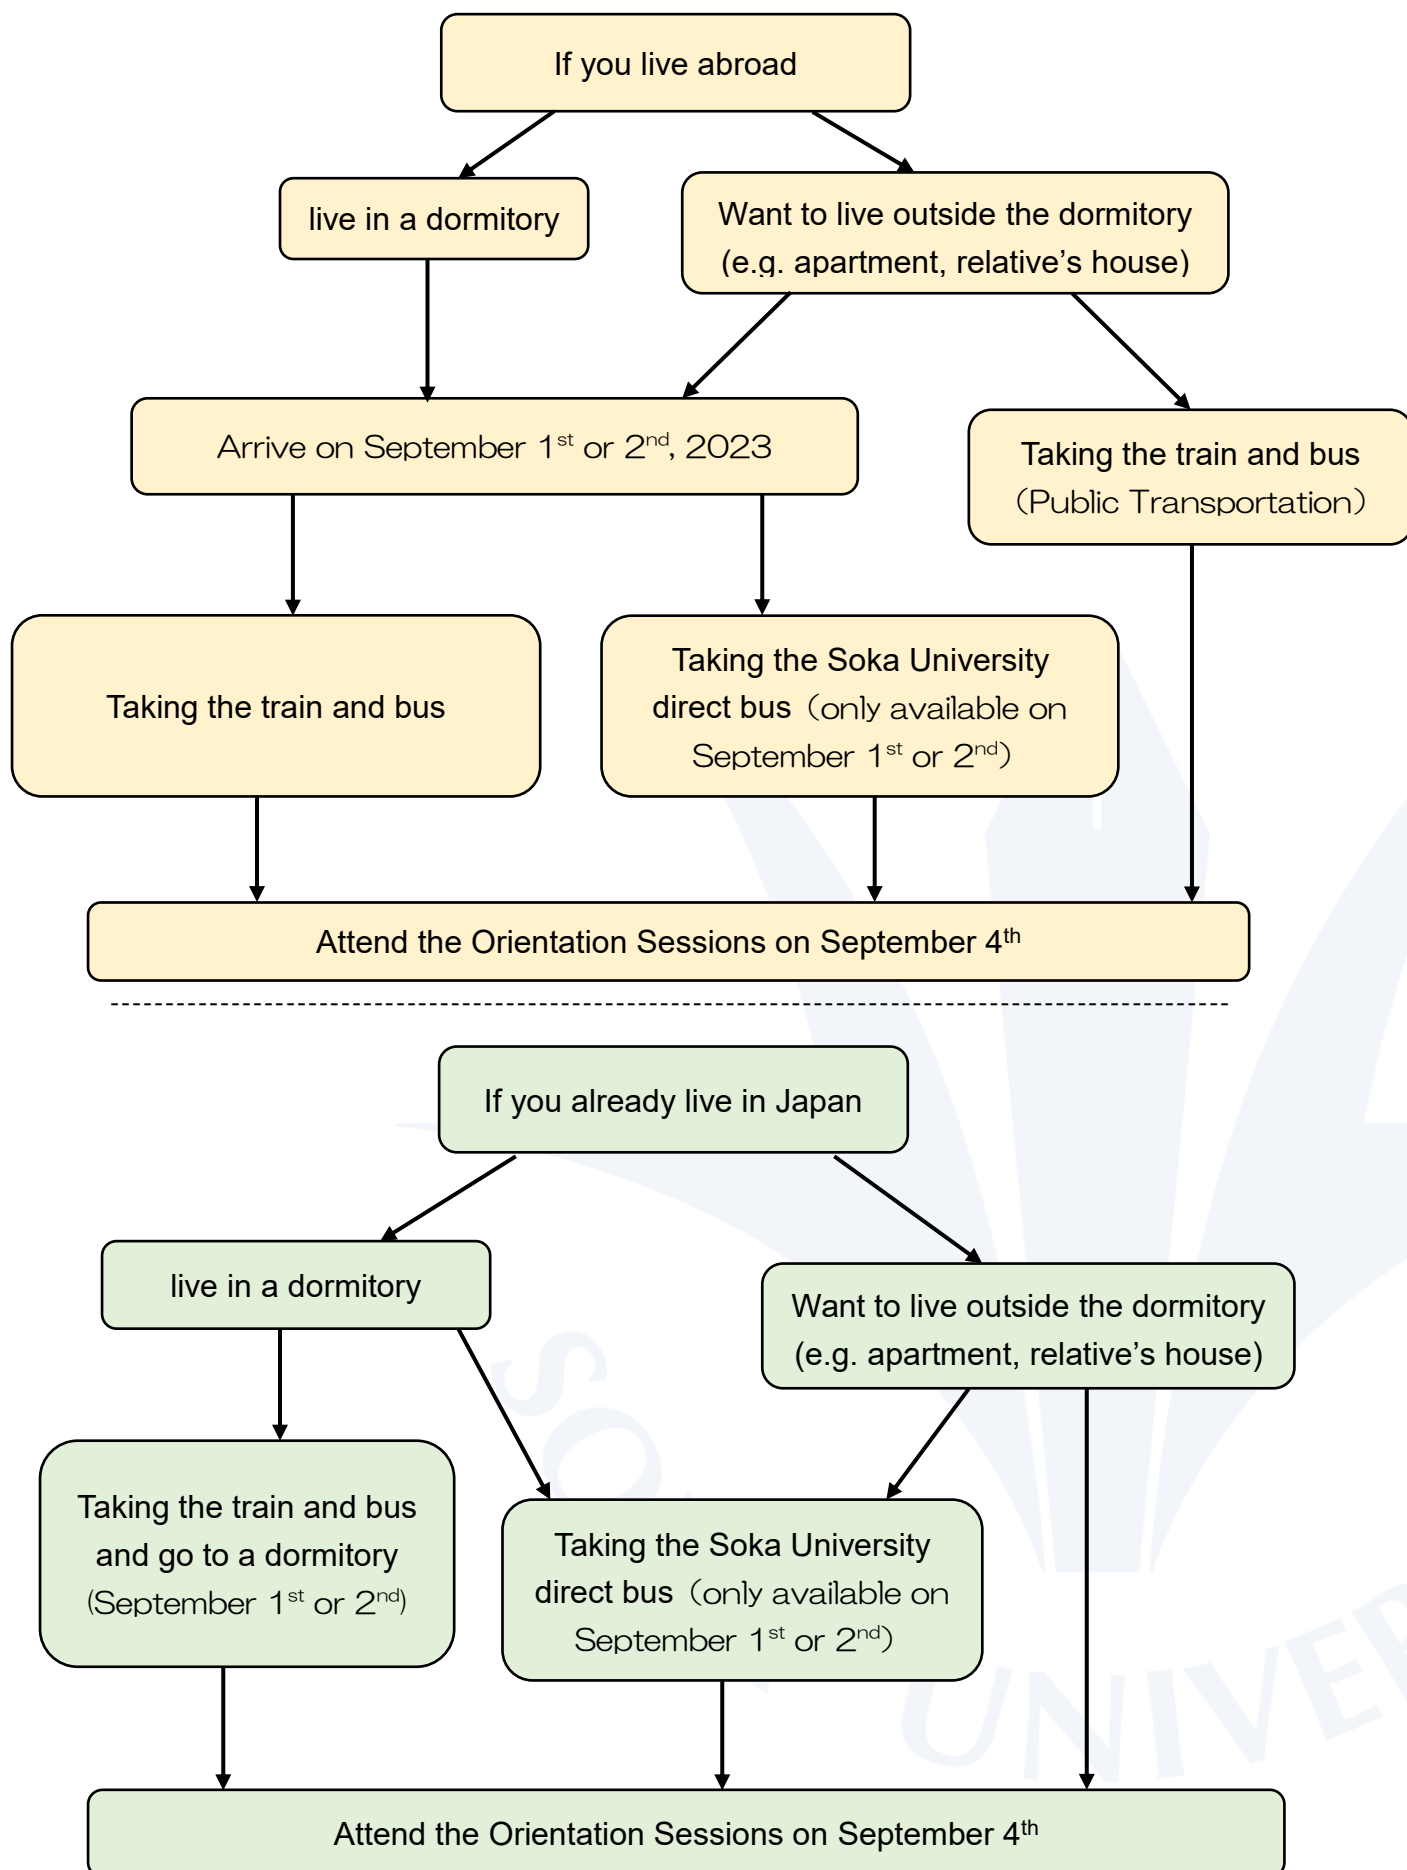 If you live abroad
live in a dormitory
Want to live outside the dormitory
(e.g. apartment, relative's house)
Arrive on September 1st or 2nd, 2023
Taking the train and bus
（Public Transportation）
Taking the train and bus
Taking the Soka University
direct bus（only available on
September 1st or 2nd）
Attend the Orientation Sessions on September 4th
If you already live in Japan
live in a dormitory
Want to live outside the dormitory
(e.g. apartment, relative's house)
Taking the train and bus
and go to a dormitory
(September 1st or 2nd)
Taking the Soka University
direct bus（only available on
September 1st or 2nd）
Attend the Orientation Sessions on September 4th